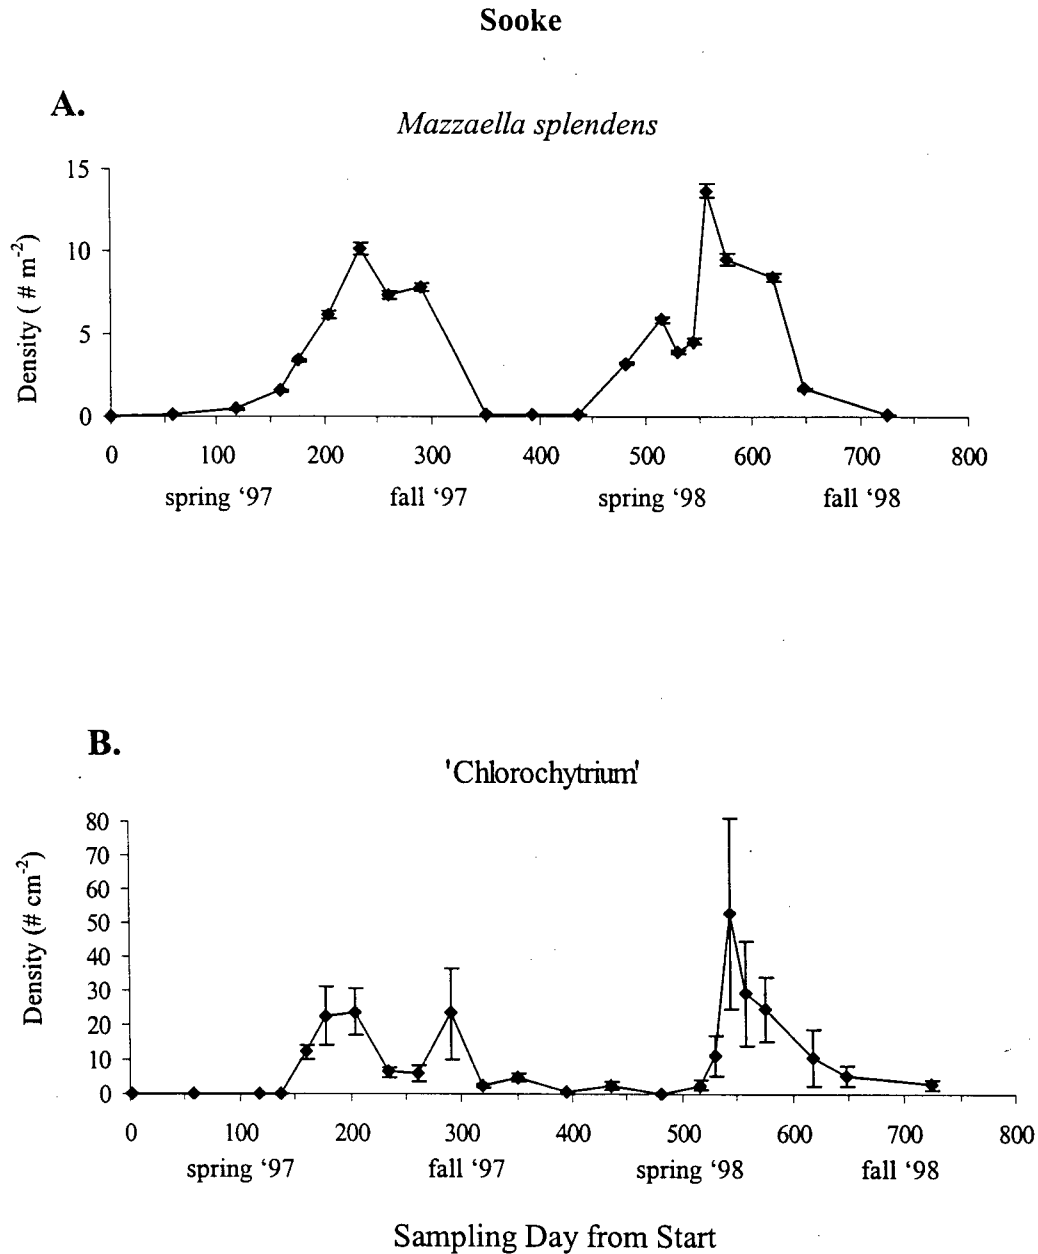 Sooke
A.
Mazzaella splendens
Density ( # m-2)
15
10
5
0
0 100 200 300 400 500 600 700 800
spring ‘97 fall ‘97 spring ‘98 fall ‘98
B.
'Chlorochytrium'
Density (# cm-2)
80
70
60
50
40
30
20
10
0
0 100 200 300 400 500 600 700 800
spring ‘97 fall ‘97 spring ‘98 fall ‘98
Sampling Day from Start